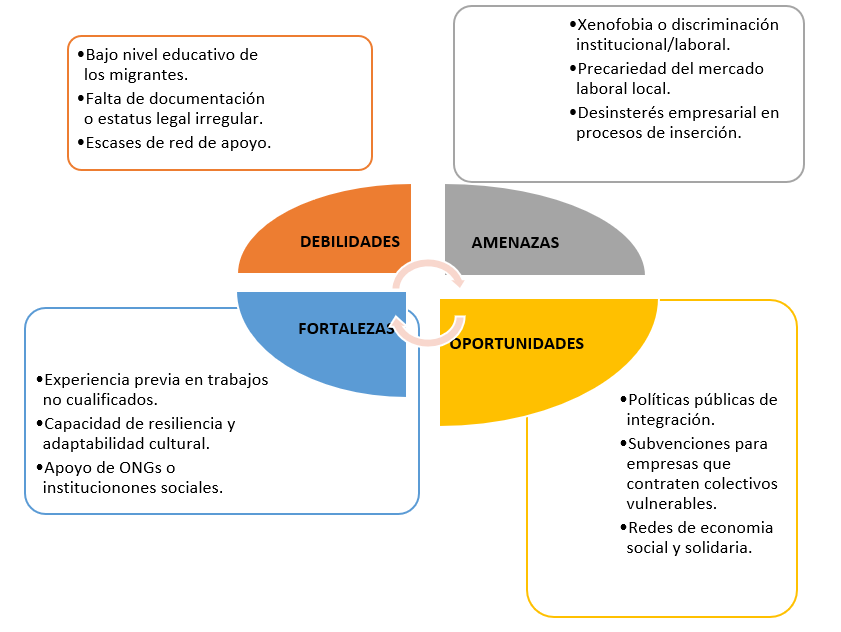 •Bajo nivel educativo de
los migrantes.
•Falta de documentación
o estatus legal irregular.
•Escases de red de apoyo.
•Xenofobia o discriminación
institucional/laboral.
•Precariedad del mercado
laboral local.
•Desinsterés empresarial en
procesos de inserción.
DEBILIDADES
AMENAZAS
FORTALEZAS
OPORTUNIDADES
•Experiencia previa en trabajos
no cualificados.
•Capacidad de resiliencia y
adaptabilidad cultural.
•Apoyo de ONGs o
institucionones sociales.
•Políticas públicas de
integración.
•Subvenciones para
empresas que
contraten colectivos
vulnerables.
•Redes de economia
social y solidaria.